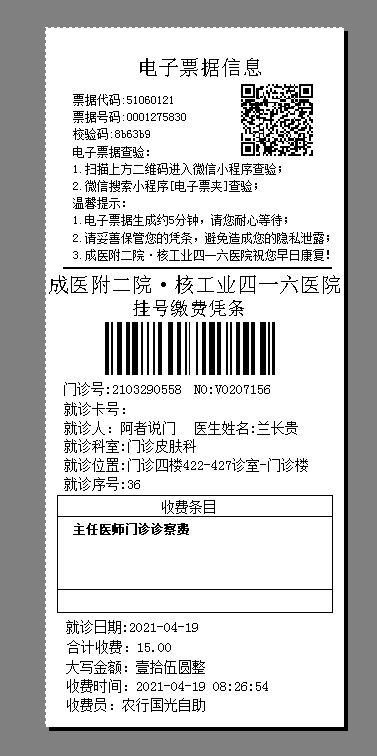 电子票据信息
票据代码:51060121
票据号码:0001275830
校验码:8b63b9
电子票据查验:
1.扫描上方二维码进入微信小程序查验;
2.微信搜索小程序[电子票夹]查验;
温馨提示:
1.电子票据生成约5分钟，请您耐心等待;
2.请妥善保管您的凭条，避免造成您的隐私泄露;
3.成医附二院·核工业四一六医院祝您早日康复!
成医附二院·核工业四一六医院
挂号缴费凭条
门诊号:2103290558 NO:V0207156
就诊卡号:
就诊人: 阿者说门 医生姓名:兰长贵
就诊科室:门诊皮肤科
就诊位置:门诊四楼422-427诊室-门诊楼
就诊序号:36
收费条目
主任医师门诊诊察费
就诊日期:2021-04-19
合计收费: 15.00
大写金额: 壹拾伍圆整
收费时间: 2021-04-19 08:26:54
收费员: 农行国光自助